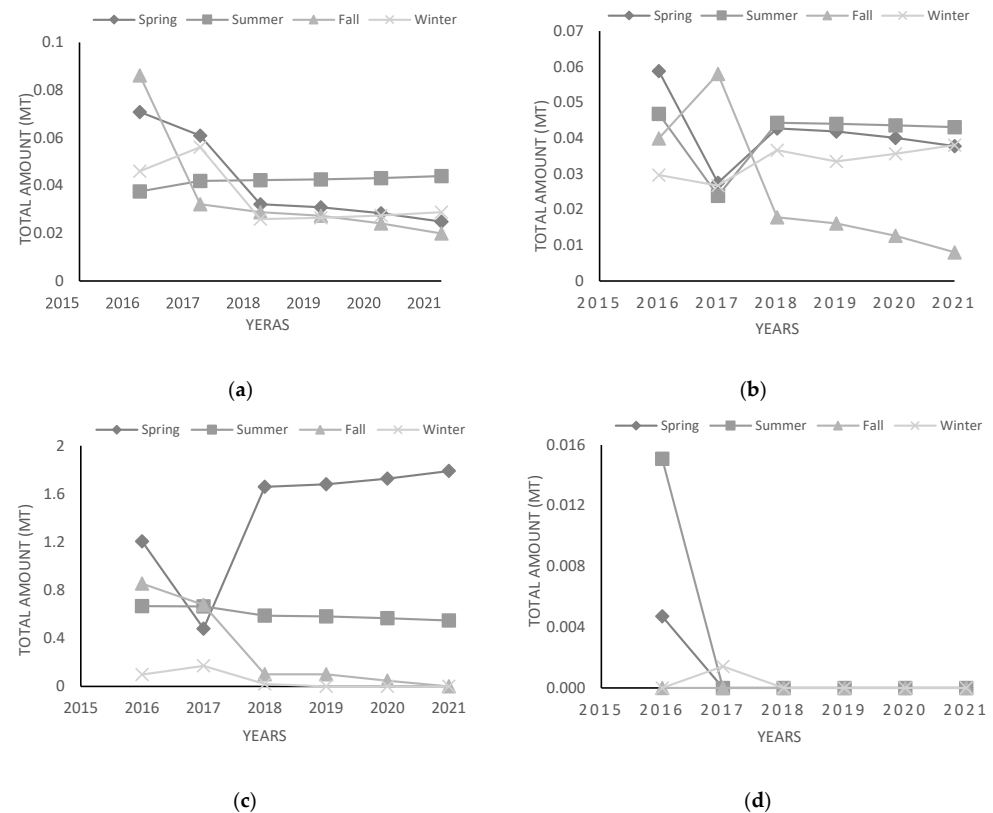 Spring Summer Fall Winter
0.1
0.08
0.06
0.04
0.02
0
TOTAL AMOUNT (MT)
2015 2016 2017 2018 2019 2020 2021
YERAS
(a)
Spring Summer Fall Winter
0.07
0.06
0.05
0.04
0.03
0.02
0.01
0
TOTAL AMOUNT (MT)
2015 2016 2017 2018 2019 2020 2021
YEARS
(b)
Spring Summer Fall Winter
2
1.6
1.2
0.8
0.4
0
TOTAL AMOUNT (MT)
2015 2016 2017 2018 2019 2020 2021
YEARS
(c)
Spring Summer Fall Winter
0.016
0.012
0.008
0.004
0.000
TOTAL AMOUNT (MT)
2015 2016 2017 2018 2019 2020 2021
YEARS
(d)